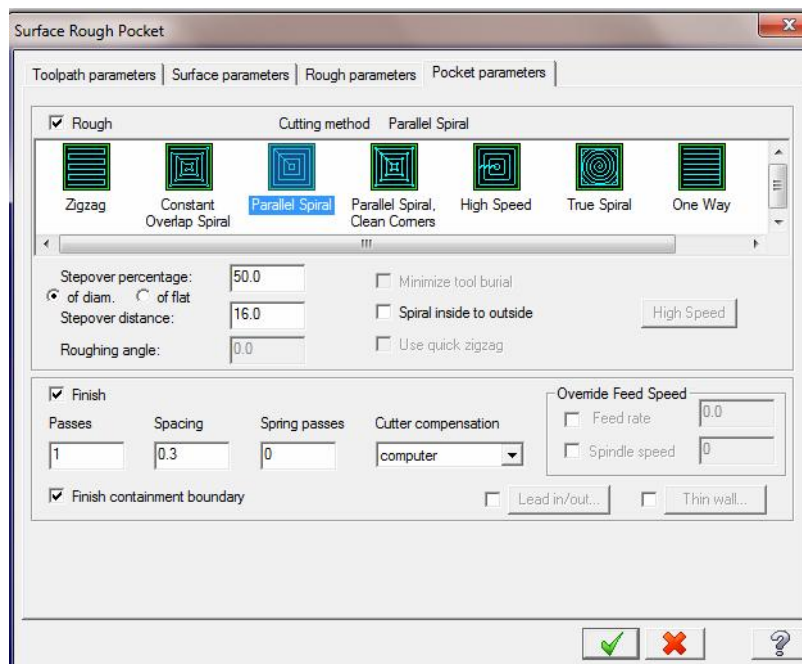 Surface Rough Pocket
Toolpath parameters Surface parameters Rough parameters Pocket parameters
Rough Cutting method Parallel Spiral
Zigzag Constant Overlap Spiral Parallel Spiral Parallel Spiral, Clean Corners High Speed True Spiral One Way
Stepover percentage: 50.0 Minimize tool burial
of diam. of flat
Stepover distance: 16.0 Spiral inside to outside High Speed
Roughing angle: 0.0 Use quick zigzag
Finish Override Feed Speed
Passes Spacing Spring passes Cutter compensation Feed rate 0.0
1 0.3 0 computer Spindle speed 0
Finish containment boundary Lead in/out... Thin wall...